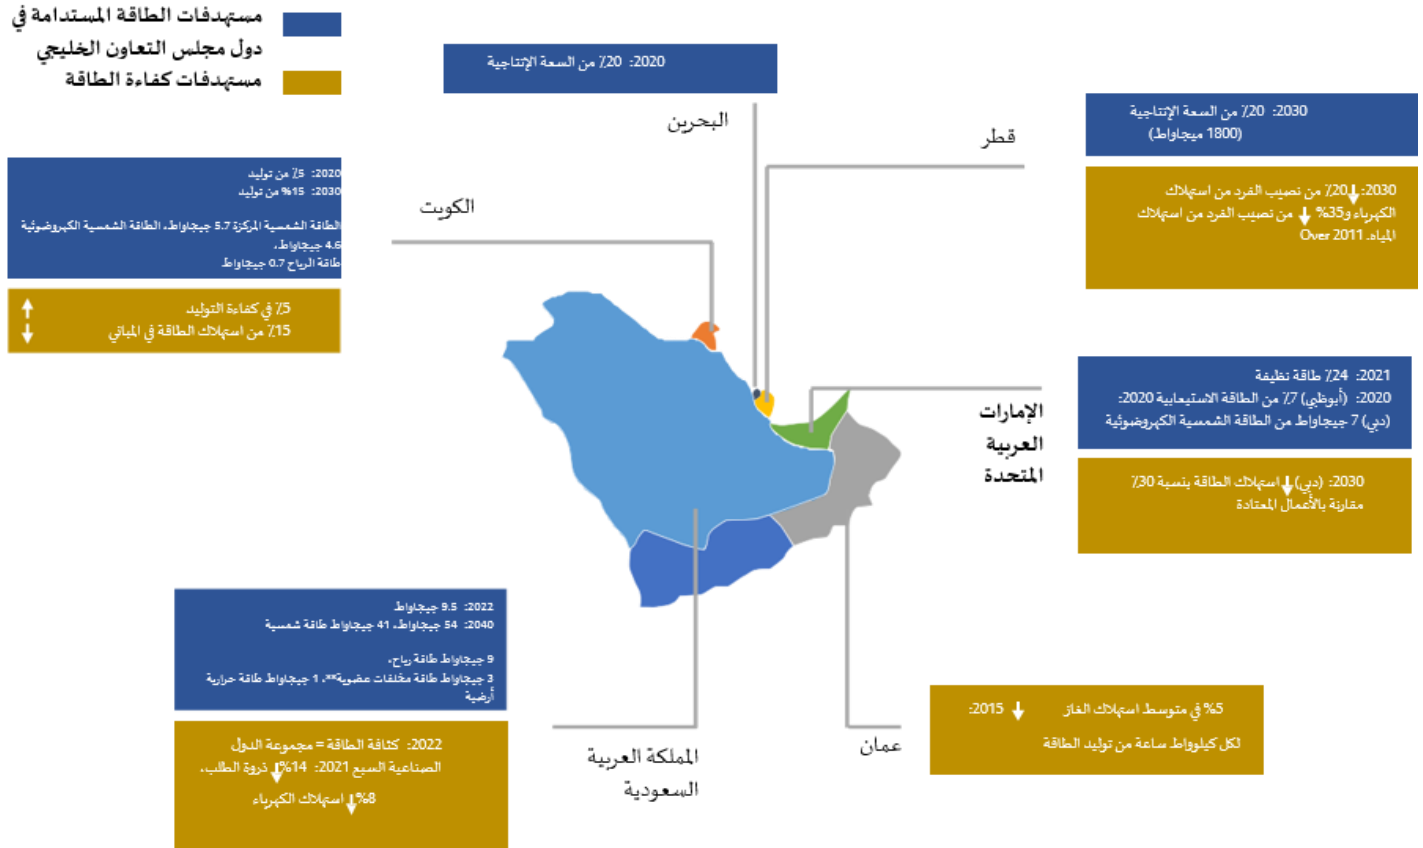 مستهدفات الطاقة المستدامة في
دول مجلس التعاون الخليجي
مستهدفات كفاءة الطاقة
2020: 20٪ من السعة الإنتاجية
البحرين
قطر
2030: 20٪ من السعة الإنتاجية
(1800 ميجاواط)
2030:↓20٪ من نصيب الفرد من استهلاك
الكهرباء و35% ↓ من نصيب الفرد من استهلاك
المياه. Over 2011
2020: 5٪ من توليد
2030: 15% من توليد
الطاقة الشمسية المركزة 5.7 جيجاواط، الطاقة الشمسية الكهروضوئية
4.6 جيجاواط،
طاقة الرياح 0.7 جيجاواط
الكويت
5٪ في كفاءة التوليد ↑
15٪ من استهلاك الطاقة في المباني ↓
الإمارات
العربية
المتحدة
2021: 24٪ طاقة نظيفة
2020: (أبوظبي) 7٪ من الطاقة الاستيعابية 2020:
(دبي) 7 جيجاواط من الطاقة الشمسية الكهروضوئية
2030: (دبي)↓ استهلاك الطاقة بنسبة 30٪
مقارنة بالأعمال المعتادة
2022: 9.5 جيجاواط
2040: 54 جيجاواط، 41 جيجاواط طاقة شمسية
9 جيجاواط طاقة رياح،
3 جيجاواط طاقة مخلفات عضوية**، 1 جيجاواط طاقة حرارية
أرضية
2022: كثافة الطاقة = مجموعة الدول
الصناعية السبع 2021: 14%↓ ذروة الطلب،
8%↓ استهلاك الكهرباء
المملكة العربية
السعودية
عمان
5% في متوسط استهلاك الغاز ↓ 2015:
لكل كيلوواط ساعة من توليد الطاقة